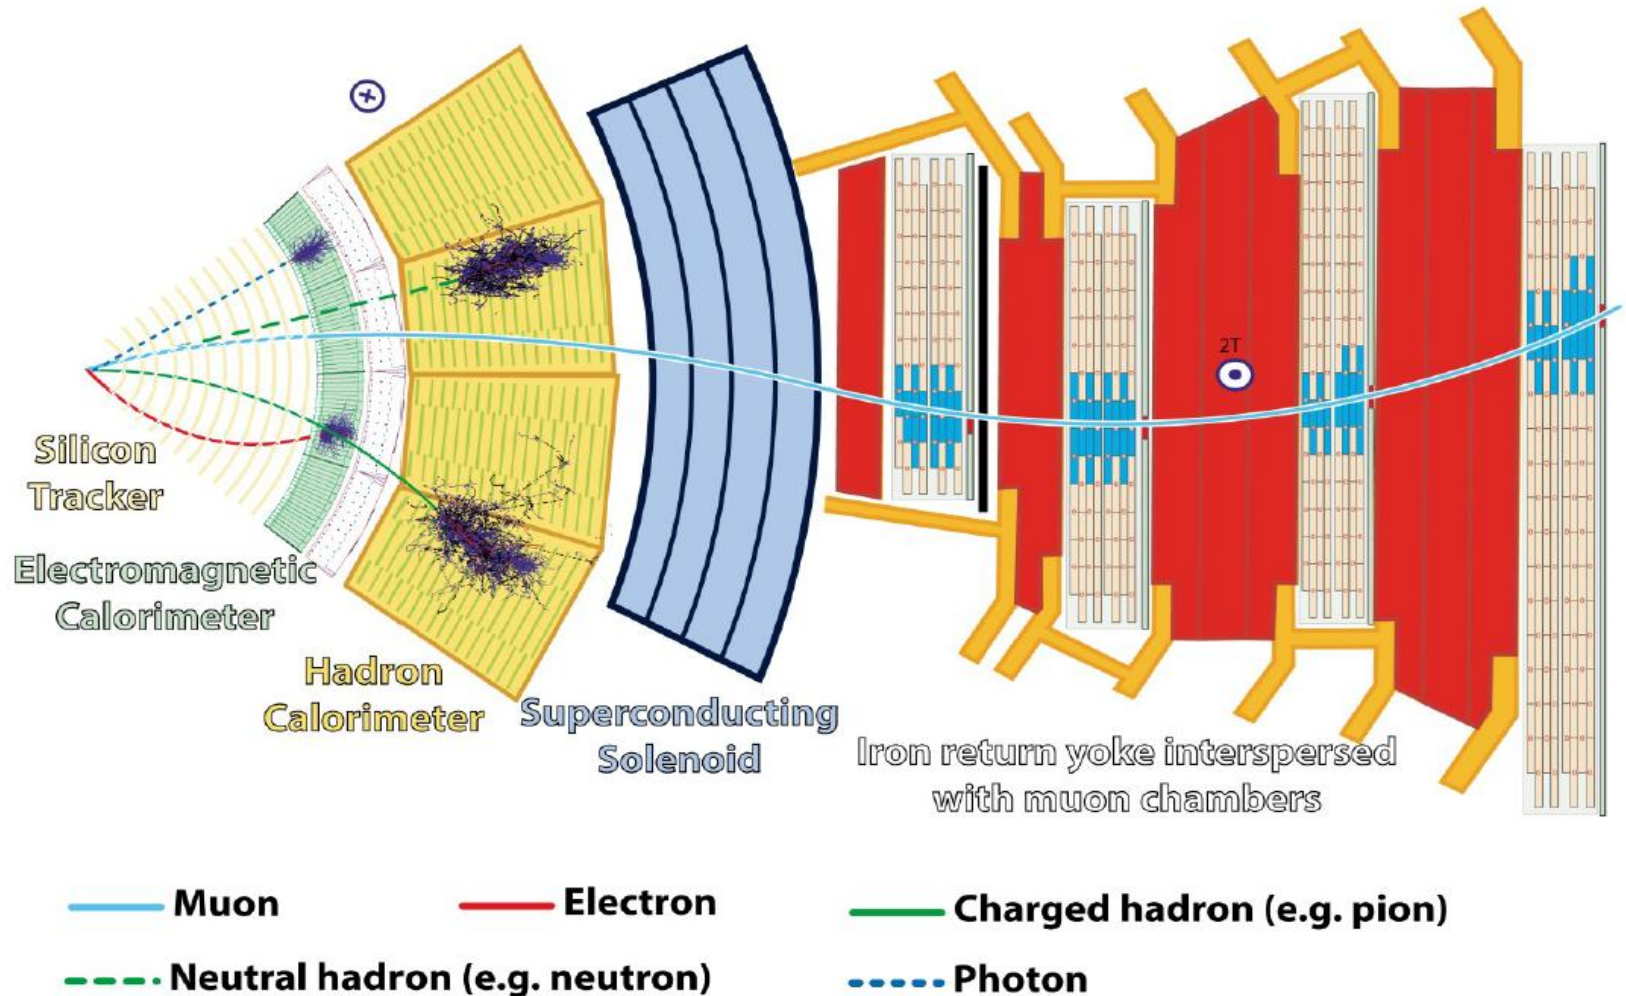 2T
Silicon
Tracker
Electromagnetic
Calorimeter
Hadron
Calorimeter
Superconducting
Solenoid
Iron return yoke interspersed
with muon chambers
Muon
Electron
Charged hadron (e.g. pion)
Neutral hadron (e.g. neutron)
Photon